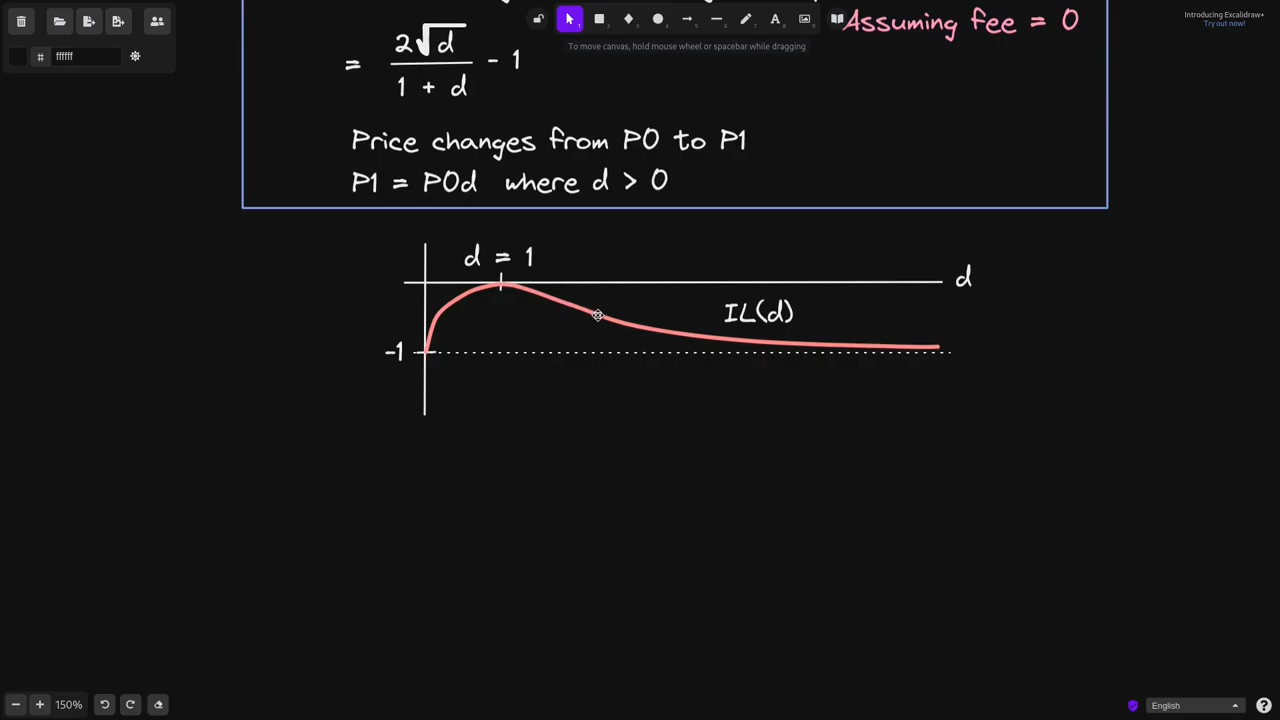 Introducing Excalidraw+
Try out now!
Assuming fee = 0
# ffffff
To move canvas, hold mouse wheel or spacebar while dragging
= 2√d / 1 + d - 1
Price changes from P0 to P1
P1 = P0d where d > 0
d = 1
d
IL(d)
-1
150%
English